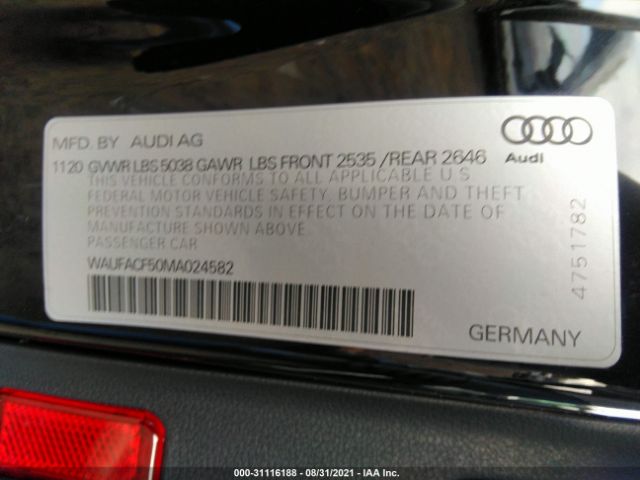 MFD. BY AUDI AG
11 20 GVWR LBS 5038 GAWR LBS FRONT 2535 /REAR 2646
Audi
THIS VEHICLE CONFORMS TO ALL APPLICABLE U S
FEDERAL MOTOR VEHICLE SAFETY, BUMPER AND THEFT
PREVENTION STANDARDS IN EFFECT ON THE DATE OF
MANUFACTURE SHOWN ABOVE.
PASSENGER CAR
WAUFACF50MA024582
4751782
GERMANY
000-31116188 - 08/31/2021 - IAA Inc.